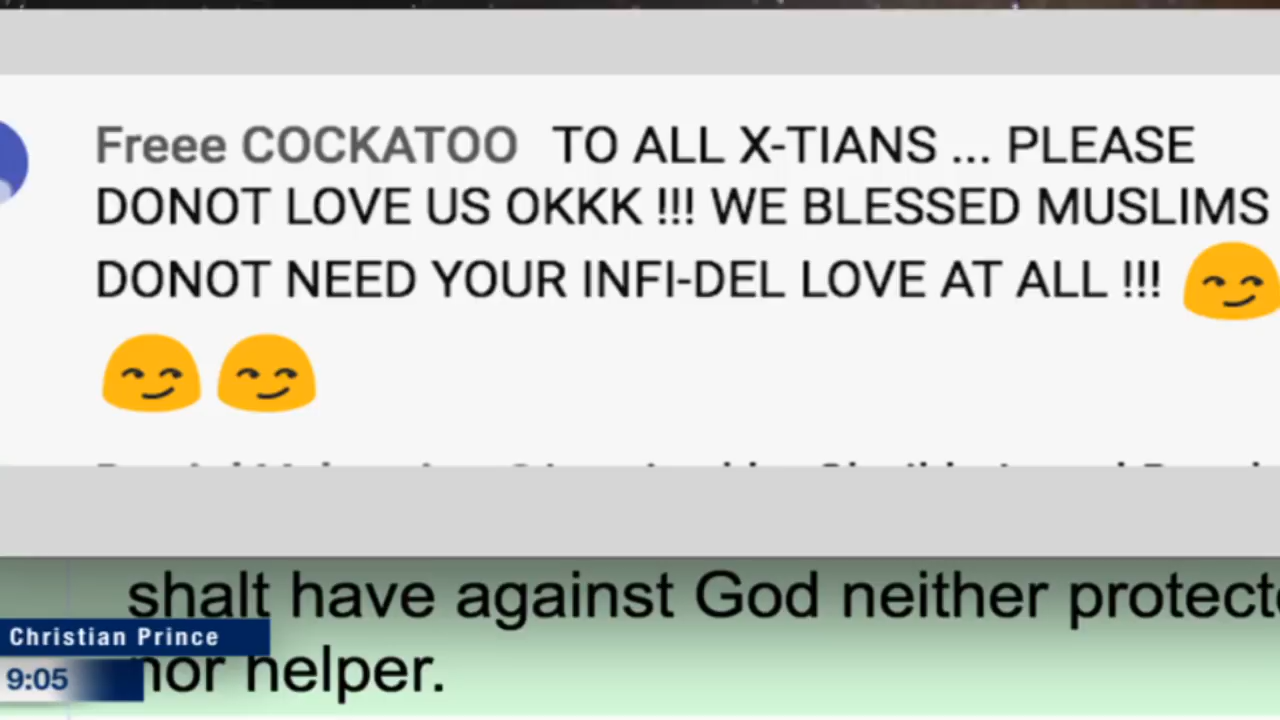 Freee COCKATOO TO ALL X-TIANS ... PLEASE
DONOT LOVE US OKKK !!! WE BLESSED MUSLIMS
DONOT NEED YOUR INFI-DEL LOVE AT ALL !!! 😏
😏 😏
shalt have against God neither
nor helper.
Christian Prince
9:05